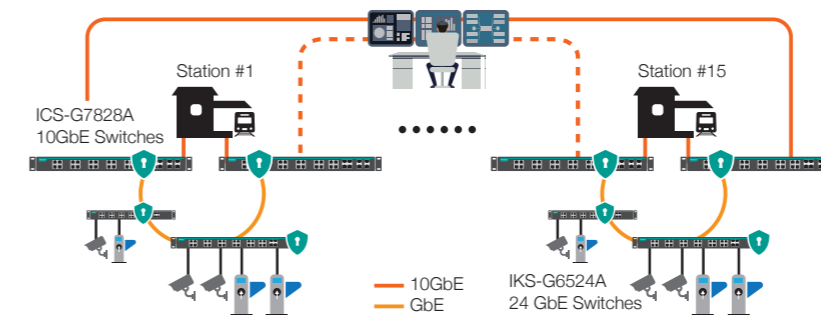 Station #1
Station #15
ICS-G7828A
10GbE Switches
10GbE
GbE
IKS-G6524A
24 GbE Switches